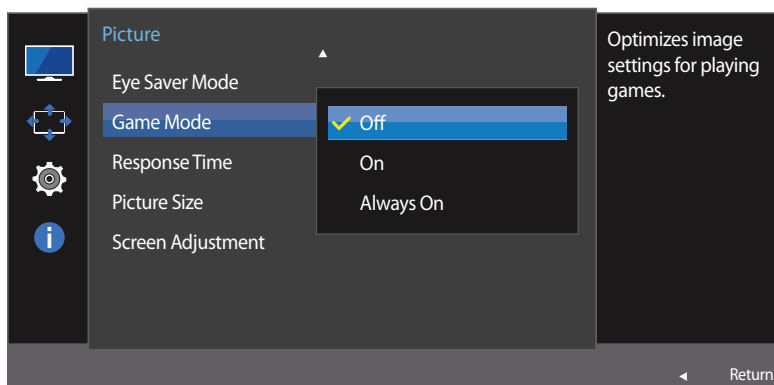 Picture
Eye Saver Mode
Game Mode
Response Time
Picture Size
Screen Adjustment
Off
On
Always On
Optimizes image
settings for playing
games.
Return